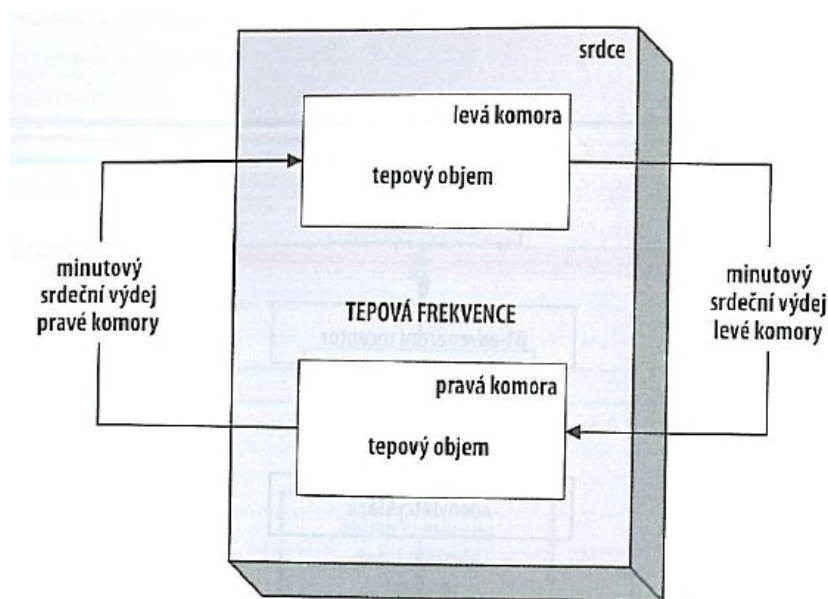 srdce
levá komora
tepový objem
minutový
srdeční výdej
pravé komory
minutový
srdeční výdej
levé komory
TEPOVÁ FREKVENCE
pravá komora
tepový objem